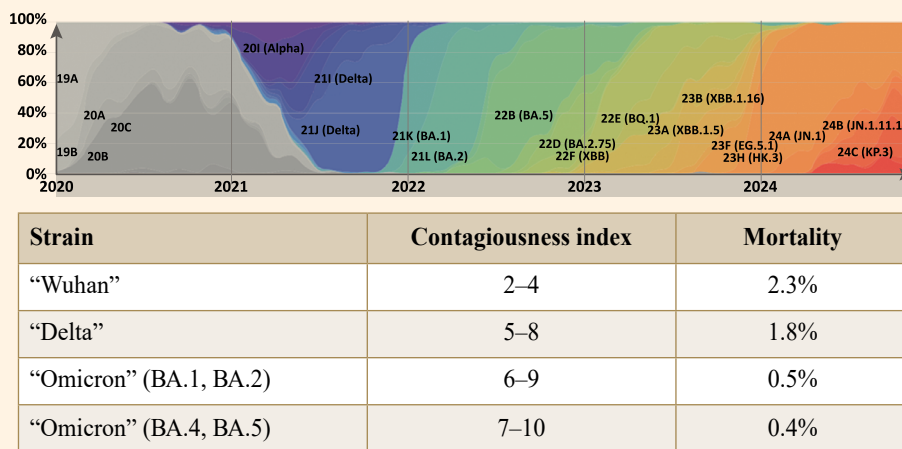 100%
80%
60%
40%
20%
0%
19A
19B
20A
20C
20B
20I (Alpha)
21I (Delta)
21J (Delta)
21K (BA.1)
21L (BA.2)
22B (BA.5)
22D (BA.2.75)
22F (XBB)
22E (BQ.1)
23A (XBB.1.5)
23B (XBB.1.16)
23F (EG.5.1)
23H (HK.3)
24A (JN.1)
24B (JN.1.11.1
24C (KP.3)
2020 2021 2022 2023 2024
Strain Contagiousness index Mortality
“Wuhan” 2–4 2.3%
“Delta” 5–8 1.8%
“Omicron” (BA.1, BA.2) 6–9 0.5%
“Omicron” (BA.4, BA.5) 7–10 0.4%